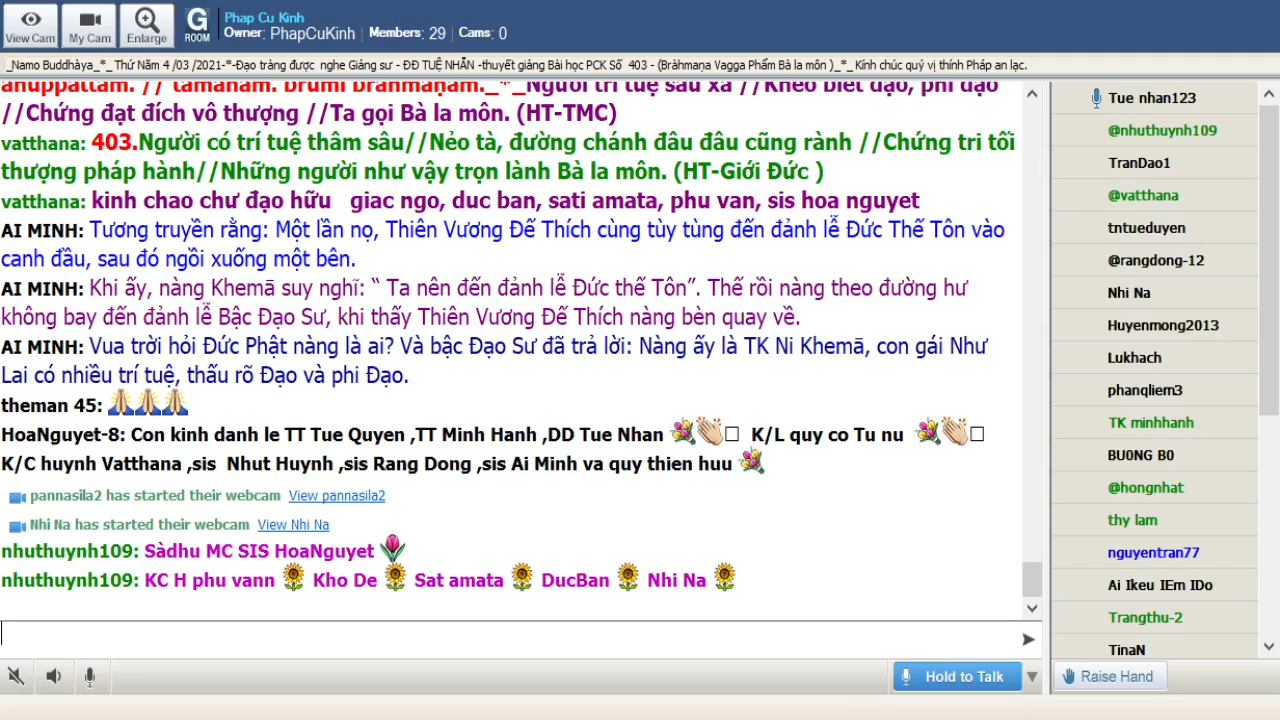 View Cam
My Cam
Enlarge
G ROOM
Phap Cu Kinh
Owner: PhapCuKinh | Members: 29 | Cams: 0
_Namo Buddhàya_*_ Thứ Năm 4 /03 /2021-*-Đạo tràng được nghe Giảng sư - ĐĐ TUỆ NHẪN -thuyết giảng Bài học PCK Số 403 - (Bràhmaṇa Vagga Phẩm Bà la môn )_*_ Kính chúc quý vị thính Pháp an lạc.
anuppattaṃ. // tamahaṃ. brūmi brāhmaṇaṃ._*_Người trí tuệ sâu xa //Khéo biết đạo, phi đạo
//Chứng đạt đích vô thượng //Ta gọi Bà la môn. (HT-TMC)
vatthana: 403.Người có trí tuệ thâm sâu//Nẻo tà, đường chánh đâu đâu cũng rành //Chứng tri tối
thượng pháp hành//Những người như vậy trọn lành Bà la môn. (HT-Giới Đức )
vatthana: kinh chao chư đạo hữu giac ngo, duc ban, sati amata, phu van, sis hoa nguyet
AI MINH: Tương truyền rằng: Một lần nọ, Thiên Vương Đế Thích cùng tùy tùng đến đảnh lễ Đức Thế Tôn vào
canh đầu, sau đó ngồi xuống một bên.
AI MINH: Khi ấy, nàng Khemā suy nghĩ: “ Ta nên đến đảnh lễ Đức thế Tôn”. Thế rồi nàng theo đường hư
không bay đến đảnh lễ Bậc Đạo Sư, khi thấy Thiên Vương Đế Thích nàng bèn quay về.
AI MINH: Vua trời hỏi Đức Phật nàng là ai? Và bậc Đạo Sư đã trả lời: Nàng ấy là TK Ni Khemā, con gái Như
Lai có nhiều trí tuệ, thấu rõ Đạo và phi Đạo.
theman 45: 🙏🙏🙏
HoaNguyet-8: Con kinh danh le TT Tue Quyen ,TT Minh Hanh ,DD Tue Nhan 💐👏□ K/L quy co Tu nu 💐👏□
K/C huynh Vatthana ,sis Nhut Huynh ,sis Rang Dong ,sis Ai Minh va quy thien huu 💐
pannasila2 has started their webcam View pannasila2
Nhi Na has started their webcam View Nhi Na
nhuthuynh109: Sàdhu MC SIS HoaNguyet 🌷
nhuthuynh109: KC H phu vann 🌻 Kho De 🌻 Sat amata 🌻 DucBan 🌻 Nhi Na 🌻
Hold to Talk
Tue nhan123
@nhuthuynh109
TranDao1
@vatthana
tntueduyen
@rangdong-12
Nhi Na
Huyenmong2013
Lukhach
phanqliem3
TK minhhanh
BU0NG B0
@hongnhat
thy lam
nguyentran77
Ai Ikeu IEm IDo
Trangthu-2
TinaN
Raise Hand